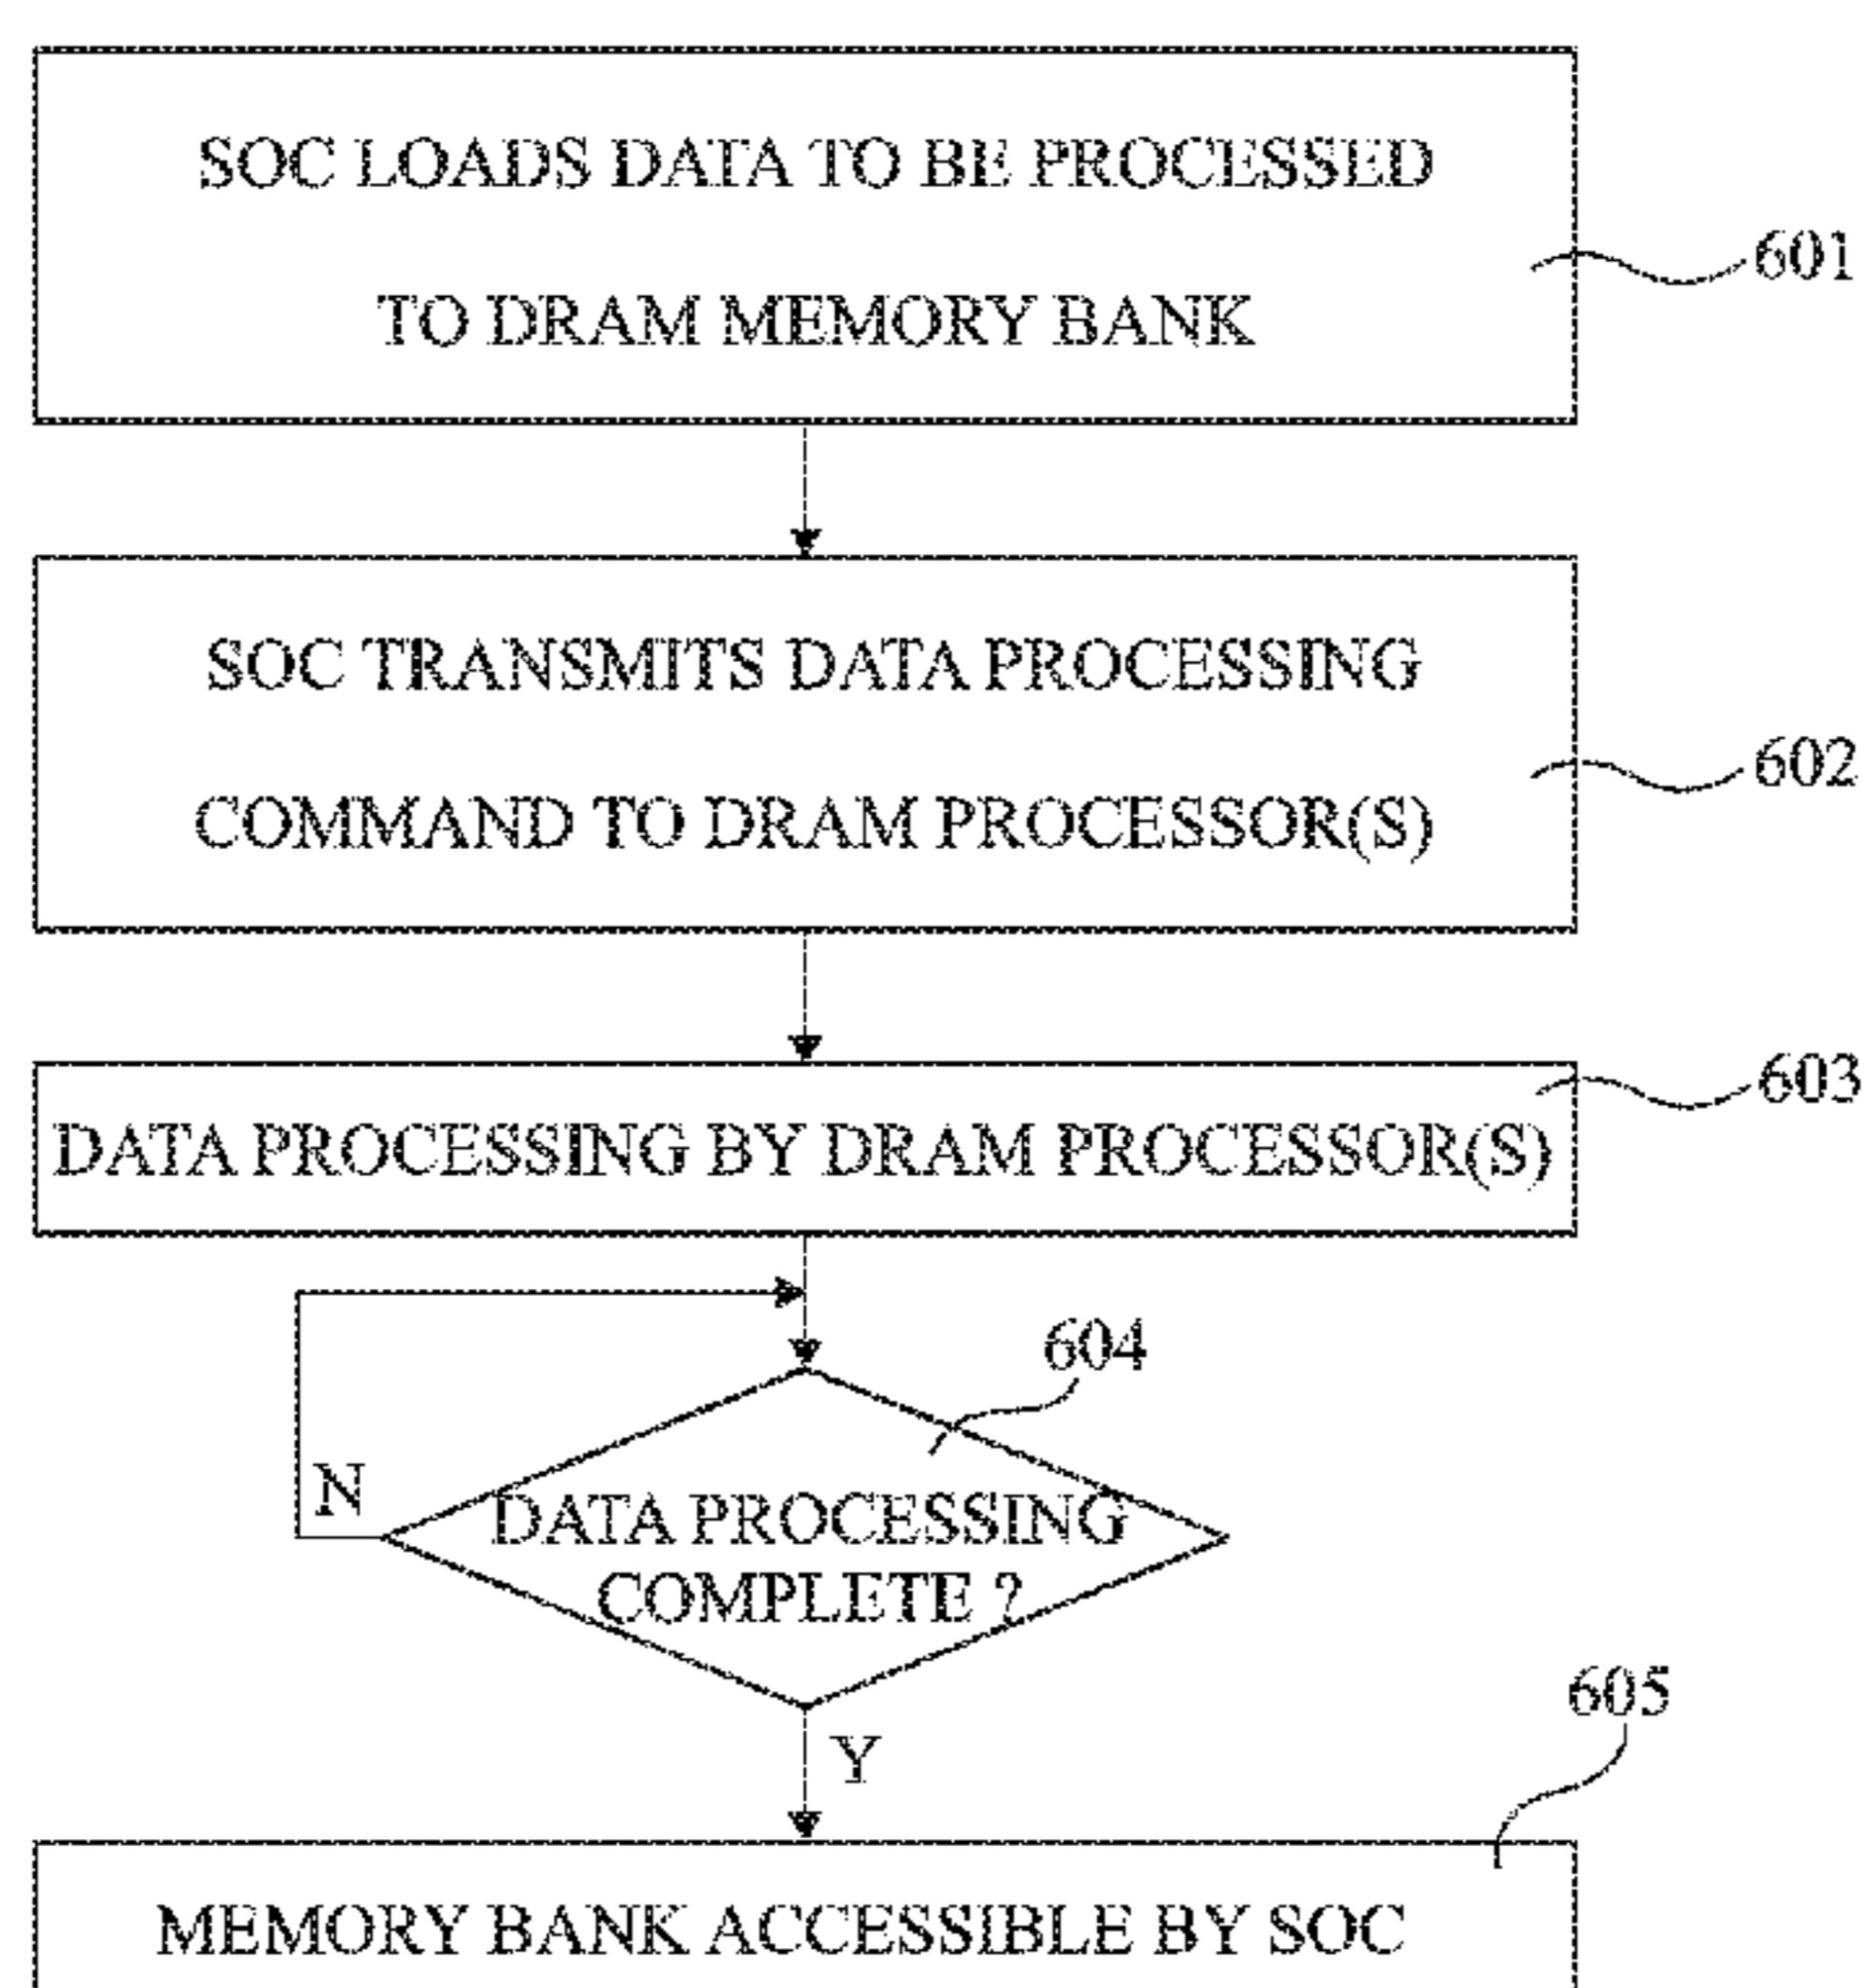 SOC LOADS DATA TO BE PROCESSED
TO DRAM MEMORY BANK
601
SOC TRANSMITS DATA PROCESSING
COMMAND TO DRAM PROCESSOR(S)
602
603
DATA PROCESSING BY DRAM PROCESSOR(S)
604
N
DATA PROCESSING
COMPLETE ?
605
Y
MEMORY BANK ACCESSIBLE BY SOC